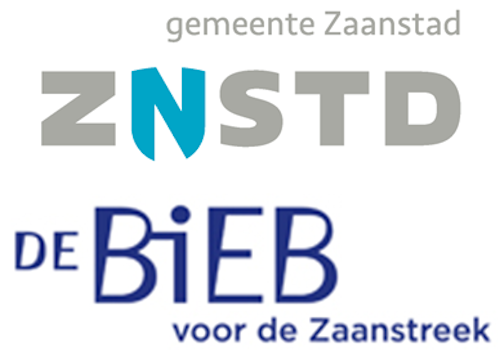 gemeente Zaanstad
ZNSTD
DE BiEB
voor de Zaanstreek